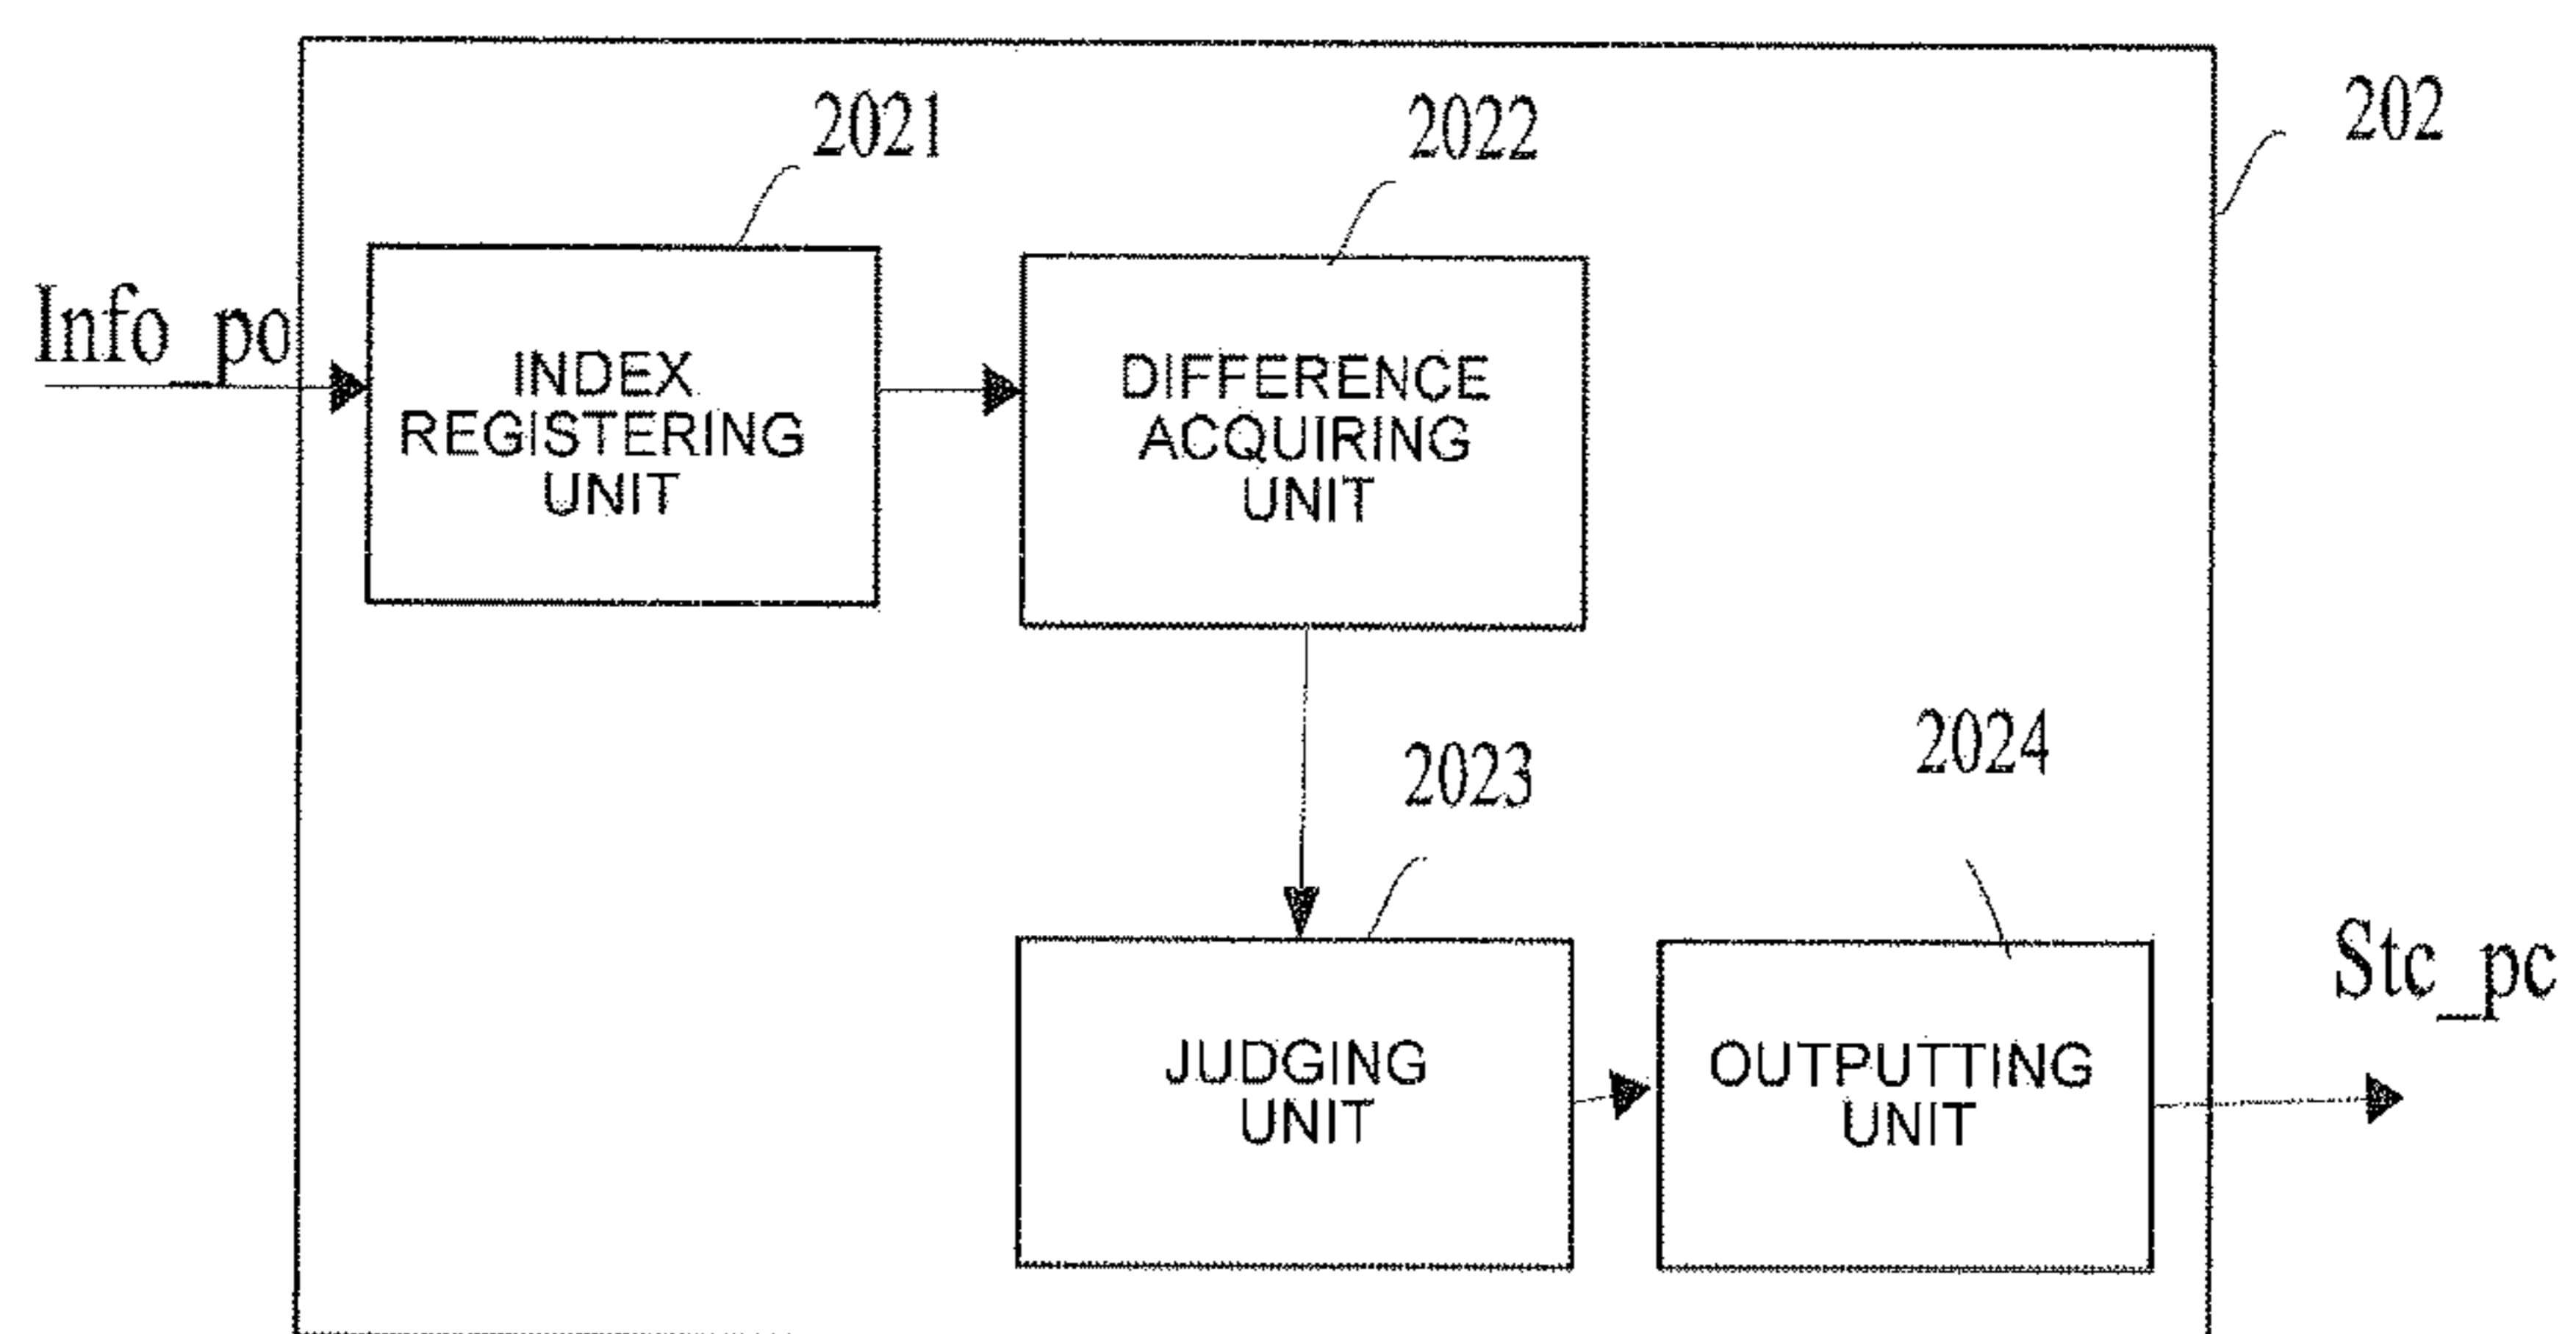 2021
2022
202
Info_po
INDEX
REGISTERING
UNIT
DIFFERENCE
ACQUIRING
UNIT
2023
2024
Stc_pc
JUDGING
UNIT
OUTPUTTING
UNIT